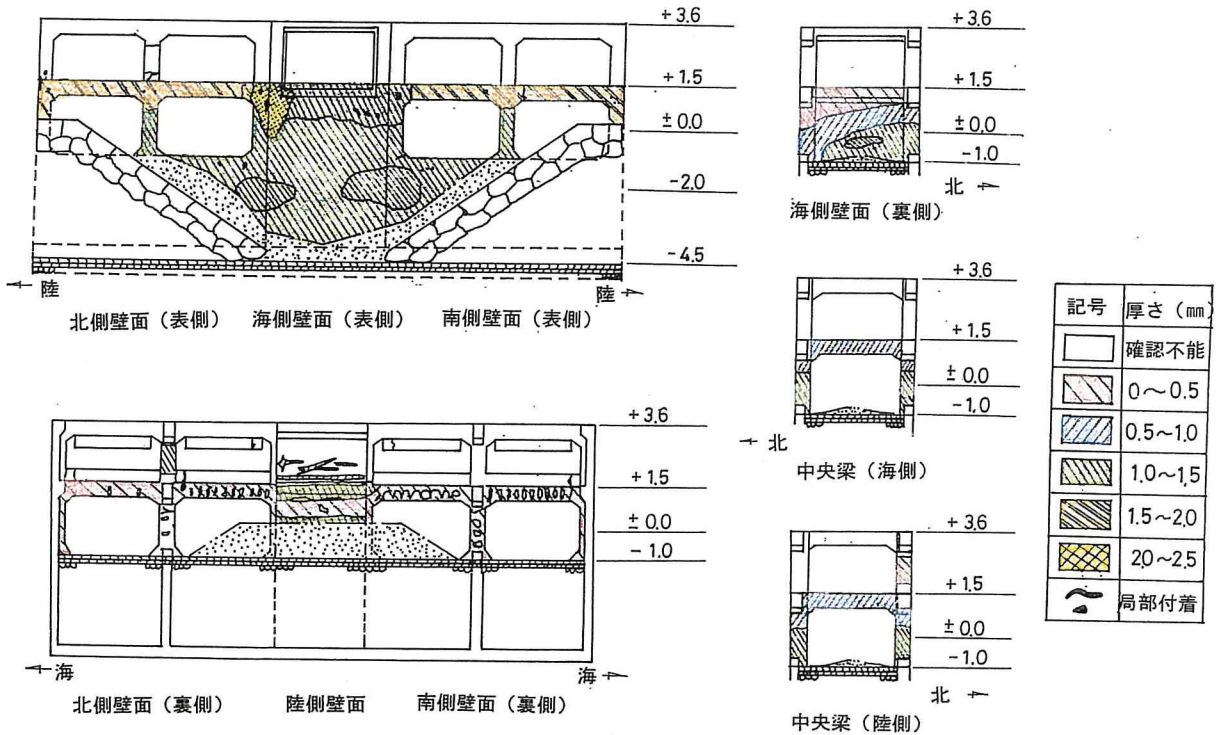 +3.6
+1.5
±0.0
-1.0
-2.0
-4.5
陸
陸
北側壁面（表側）　海側壁面（表側）　南側壁面（表側）
+3.6
+1.5
±0.0
-1.0
北
海側壁面（裏側）
+3.6
+1.5
±0.0
-1.0
北
中央梁（海側）
+3.6
+1.5
±0.0
-1.0
海
海
北側壁面（裏側）　陸側壁面　南側壁面（裏側）
+3.6
+1.5
±0.0
-1.0
北
中央梁（陸側）
記号　厚さ（mm）
確認不能
0～0.5
0.5～1.0
1.0～1.5
1.5～2.0
2.0～2.5
局部付着